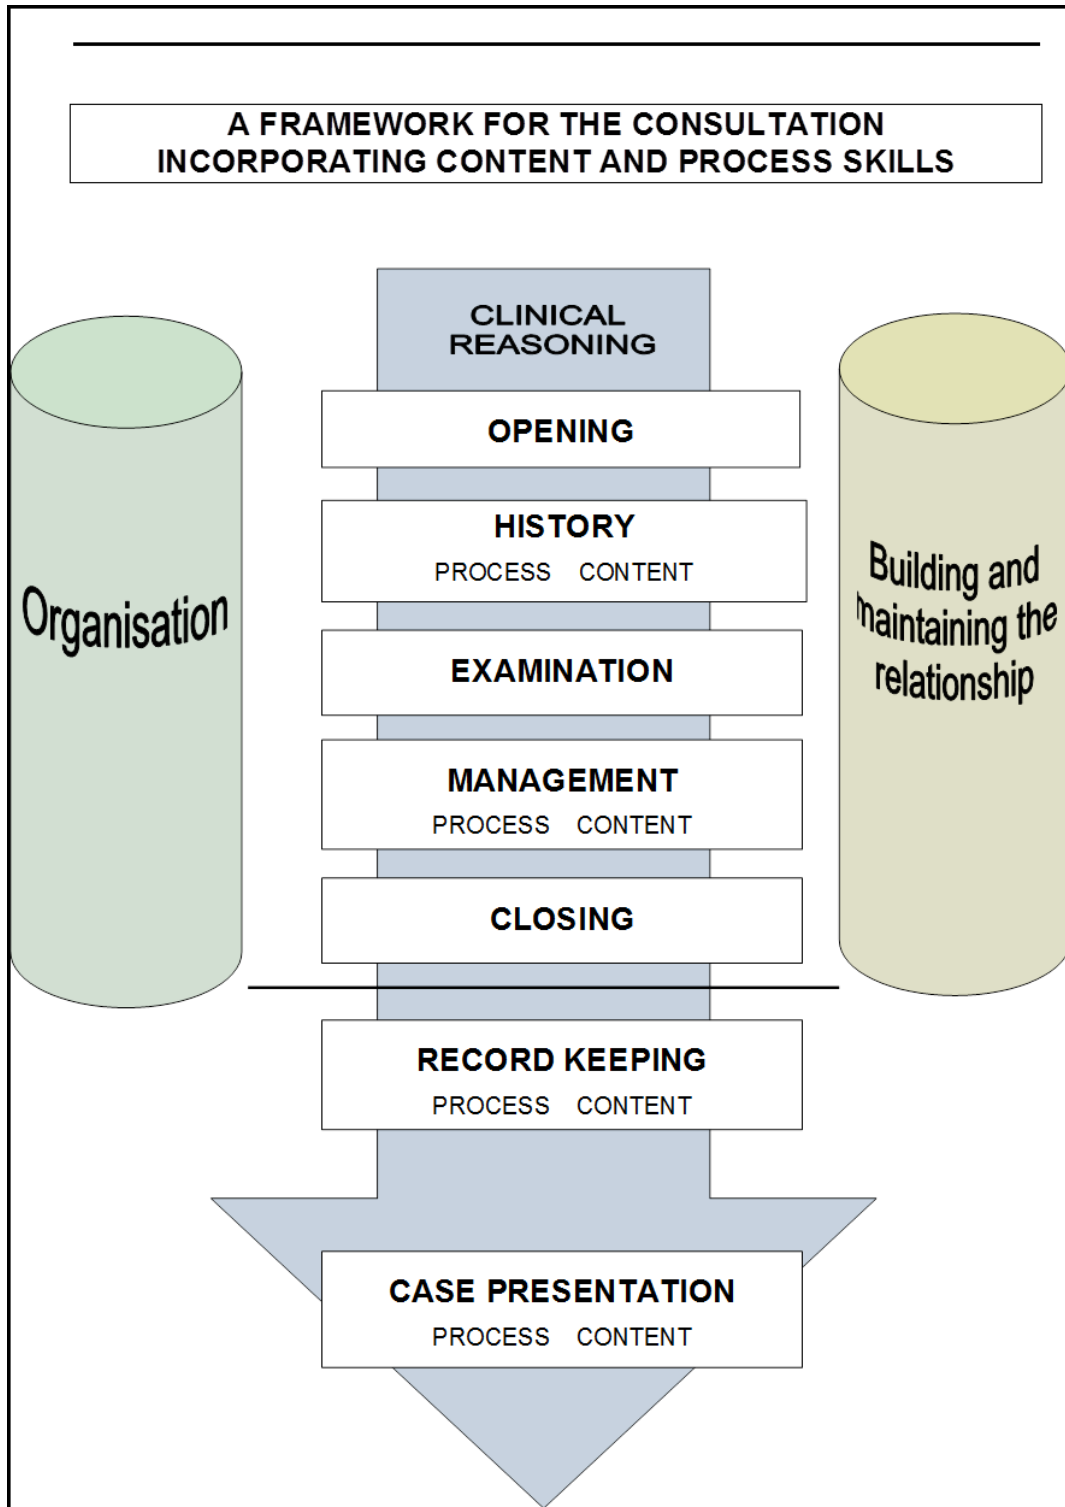 A FRAMEWORK FOR THE CONSULTATION
INCORPORATING CONTENT AND PROCESS SKILLS
CLINICAL
REASONING
OPENING
HISTORY
PROCESS CONTENT
EXAMINATION
MANAGEMENT
PROCESS CONTENT
CLOSING
RECORD KEEPING
PROCESS CONTENT
CASE PRESENTATION
PROCESS CONTENT
Organisation
Building and
maintaining the
relationship